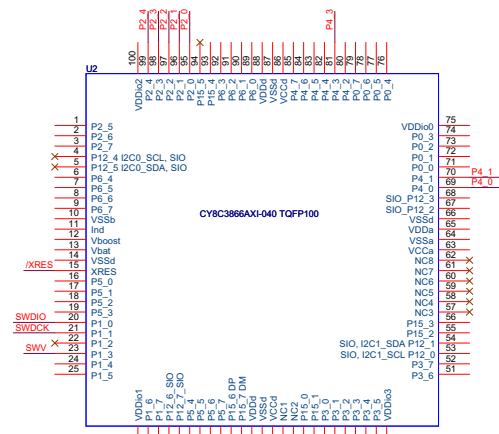 P2_4
P2_3
P2_2
P2_1
P2_0
P4_3
100
99
98
97
96
95
94
93
92
91
90
89
88
87
86
85
84
83
82
81
80
79
78
77
76
U2
VDDio2
P2_4
P2_3
P2_2
P2_1
P2_0
P15_5
P15_4
P6_3
P6_2
P6_1
P6_0
VDDd
VSSd
VCCd
P4_7
P4_6
P4_5
P4_4
P4_3
P4_2
P0_7
P0_6
P0_5
P0_4
1 P2_5
2 P2_6
3 P2_7
4 P12_4 I2C0_SCL, SIO
5 P12_5 I2C0_SDA, SIO
6 P6_4
7 P6_5
8 P6_6
9 P6_7
10 VSSb
11 Ind
12 Vboost
13 Vbat
14 VSSd
/XRES 15 XRES
16 P5_0
17 P5_1
18 P5_2
19 P5_3
SWDIO 20 P1_0
SWDCK 21 P1_1
22 P1_2
SWV 23 P1_3
24 P1_4
25 P1_5
CY8C3866AXI-040 TQFP100
VDDio0 75
P0_3 74
P0_2 73
P0_1 72
P0_0 71
P4_1 70 P4_1
P4_0 69 P4_0
SIO_P12_3 68
SIO_P12_2 67
VSSd 66
VDDa 65
VSSa 64
VCCa 63
NC8 62
NC7 61
NC6 60
NC5 59
NC4 58
NC3 57
P15_3 56
P15_2 55
SIO, I2C1_SDA P12_1 54
SIO, I2C1_SCL P12_0 53
P3_7 52
P3_6 51
VDDio1
P1_6
P1_7
P12_6_SIO
P12_7_SIO
P5_4
P5_5
P5_6
P5_7
P15_6 DP
P15_7 DM
VDDd
VSSd
VCCd
NC1
NC2
P15_0
P15_1
P3_0
P3_1
P3_2
P3_3
P3_4
P3_5
VDDio3